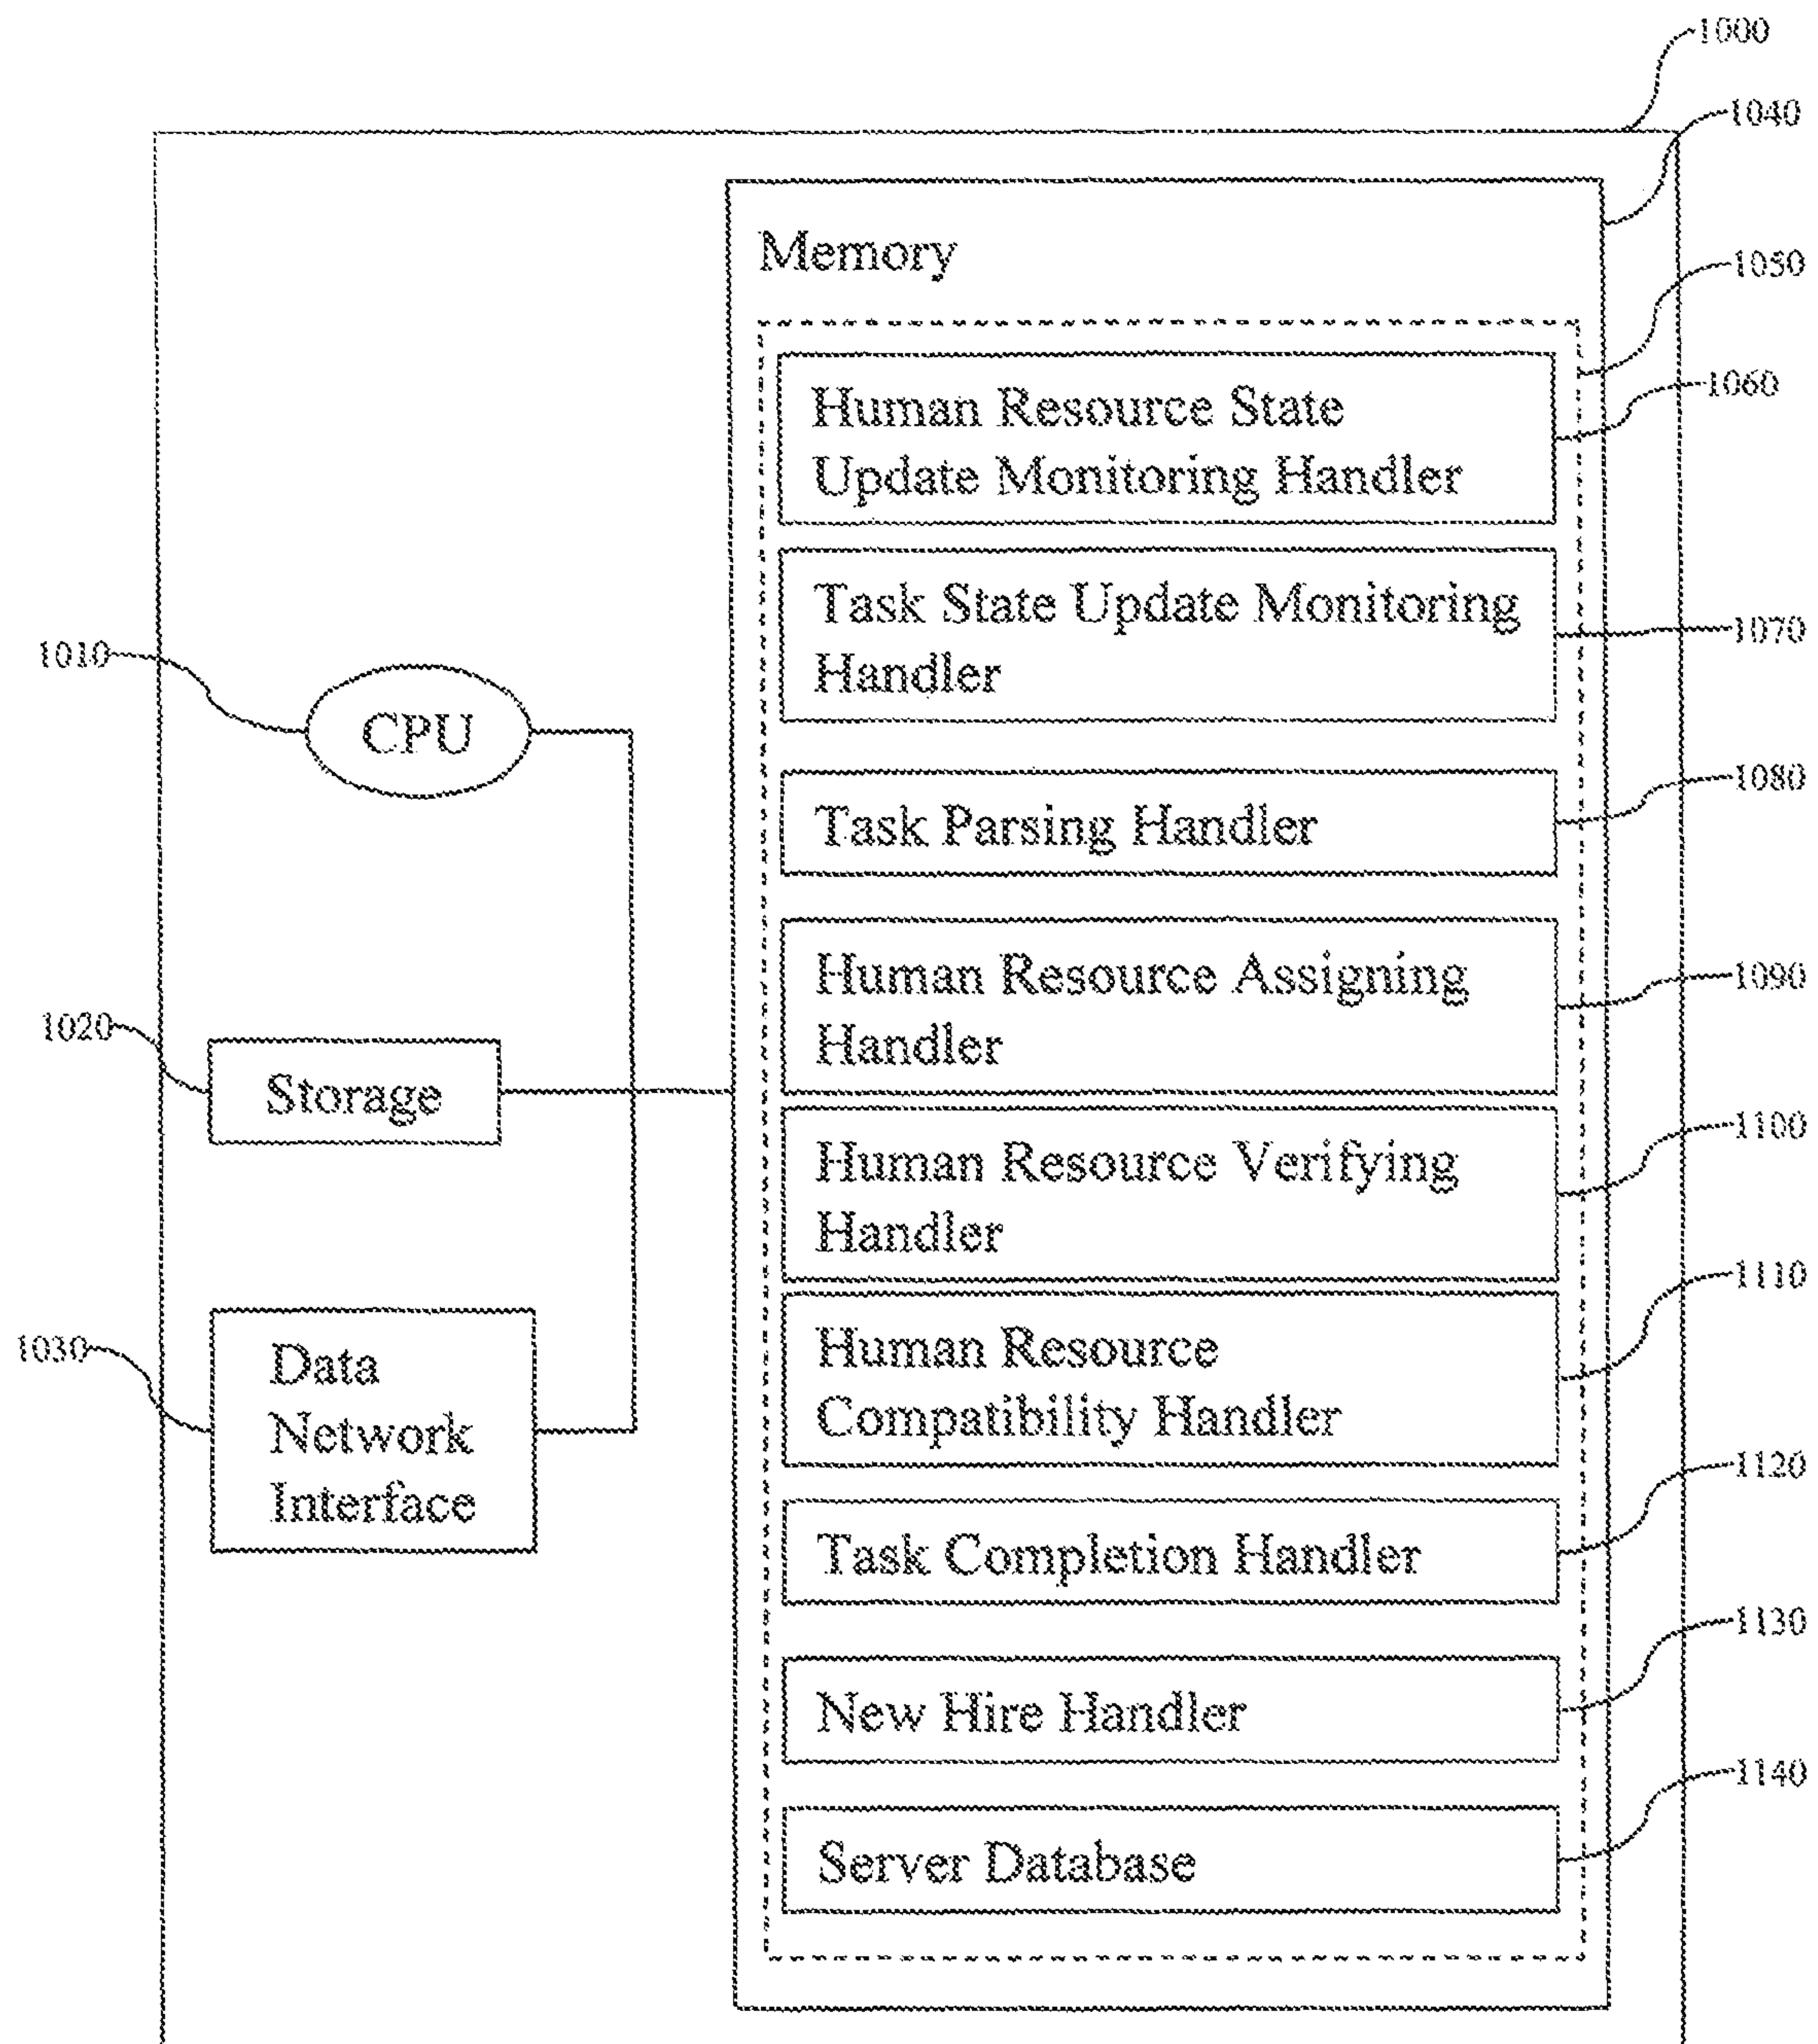 1000
1040
Memory
1050
Human Resource State
Update Monitoring Handler
1060
Task State Update Monitoring
Handler
1070
1010
CPU
Task Parsing Handler
1080
Human Resource Assigning
Handler
1090
1020
Storage
Human Resource Verifying
Handler
1100
1030
Data
Network
Interface
Human Resource
Compatibility Handler
1110
Task Completion Handler
1120
New Hire Handler
1130
Server Database
1140